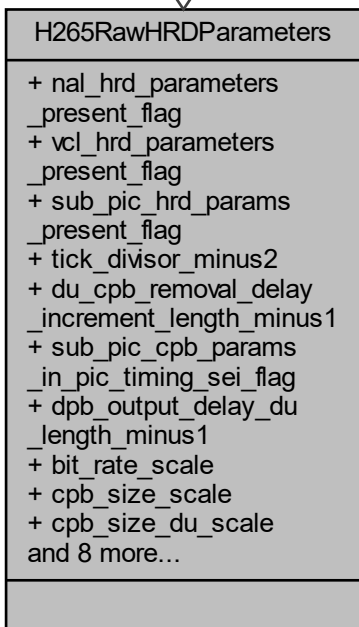 H265RawHRDParameters
+ nal_hrd_parameters
_present_flag
+ vcl_hrd_parameters
_present_flag
+ sub_pic_hrd_params
_present_flag
+ tick_divisor_minus2
+ du_cpb_removal_delay
_increment_length_minus1
+ sub_pic_cpb_params
_in_pic_timing_sei_flag
+ dpb_output_delay_du
_length_minus1
+ bit_rate_scale
+ cpb_size_scale
+ cpb_size_du_scale
and 8 more...